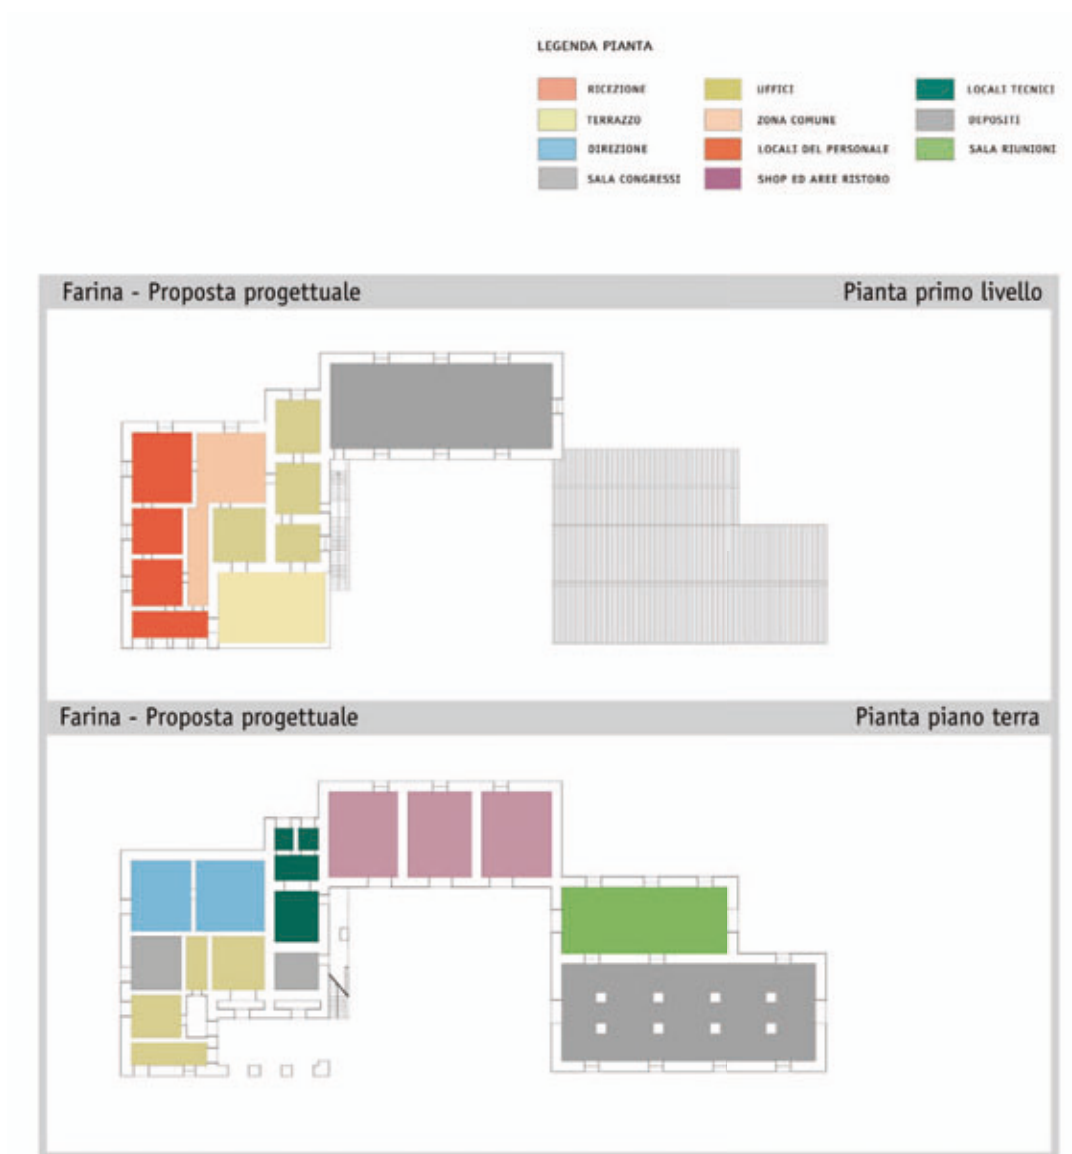 LEGENDA PIANTA
RICEZIONE
TERRAZZO
DIREZIONE
SALA CONGRESSI
UFFICI
ZONA COMUNE
LOCALI DEL PERSONALE
SHOP ED AREE RISTORO
LOCALI TECNICI
DEPOSITI
SALA RIUNIONI
Farina - Proposta progettuale
Pianta primo livello
Farina - Proposta progettuale
Pianta piano terra